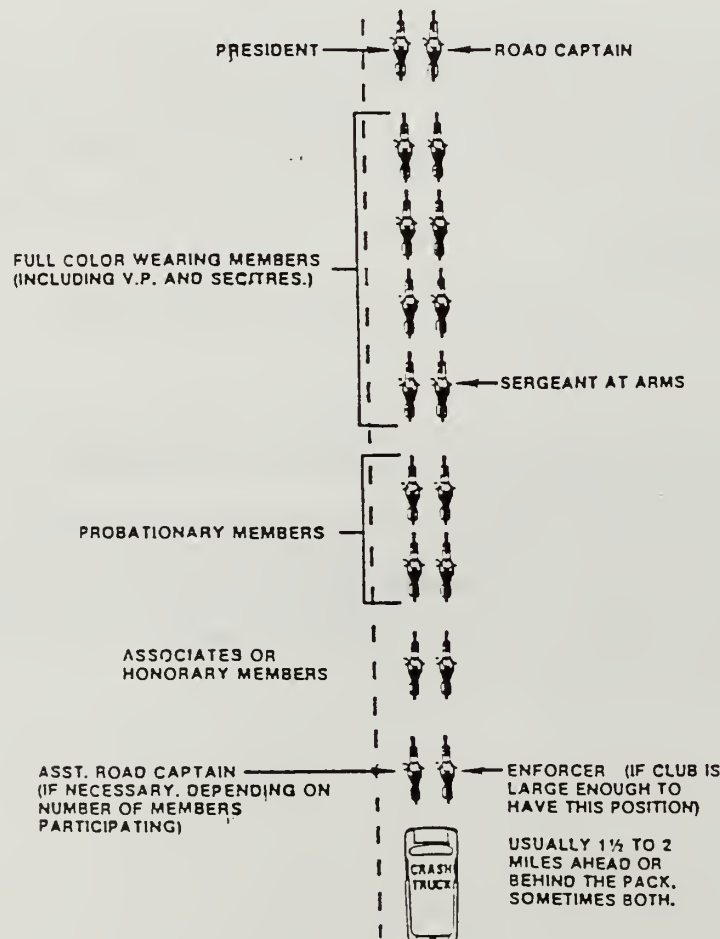 PRESIDENT
ROAD CAPTAIN
FULL COLOR WEARING MEMBERS
(INCLUDING V.P. AND SEC/TRES.)
SERGEANT AT ARMS
PROBATIONARY MEMBERS
ASSOCIATES OR
HONORARY MEMBERS
ASST. ROAD CAPTAIN
(IF NECESSARY, DEPENDING ON
NUMBER OF MEMBERS
PARTICIPATING)
ENFORCER (IF CLUB IS
LARGE ENOUGH TO
HAVE THIS POSITION)
CRASH
TRUCK
USUALLY 1½ TO 2
MILES AHEAD OR
BEHIND THE PACK.
SOMETIMES BOTH.